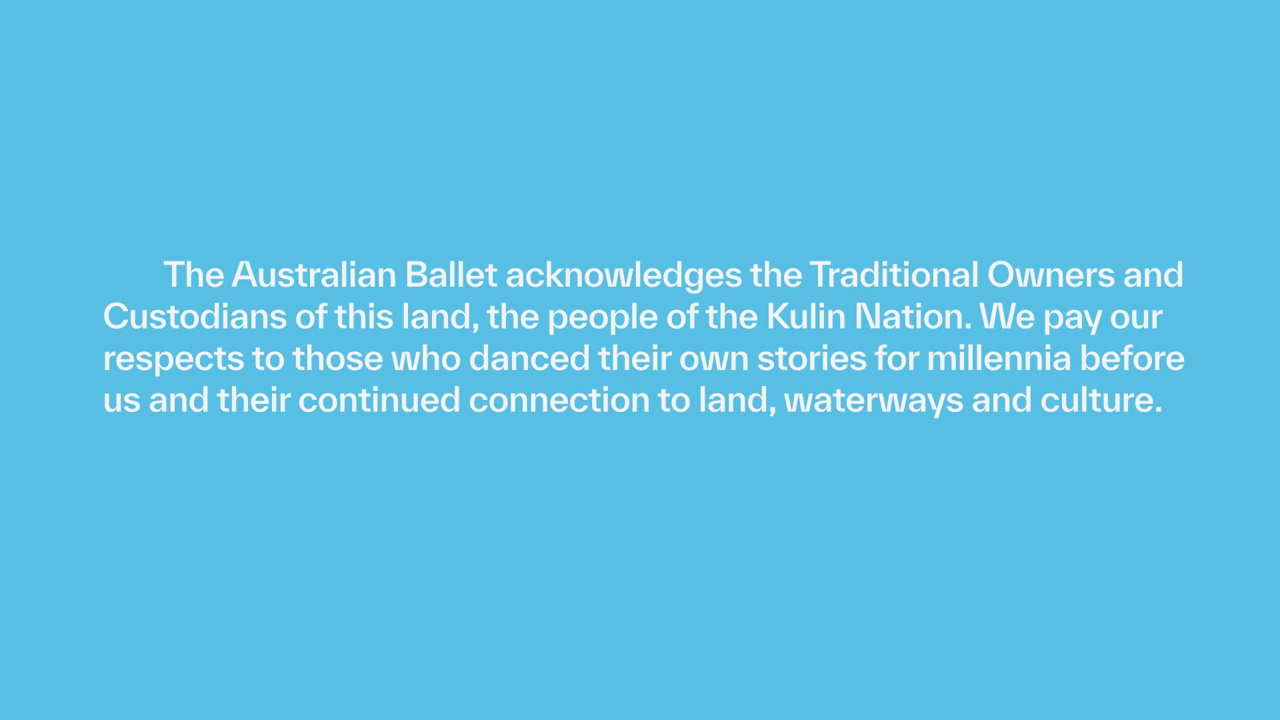 The Australian Ballet acknowledges the Traditional Owners and
Custodians of this land, the people of the Kulin Nation. We pay our
respects to those who danced their own stories for millennia before
us and their continued connection to land, waterways and culture.